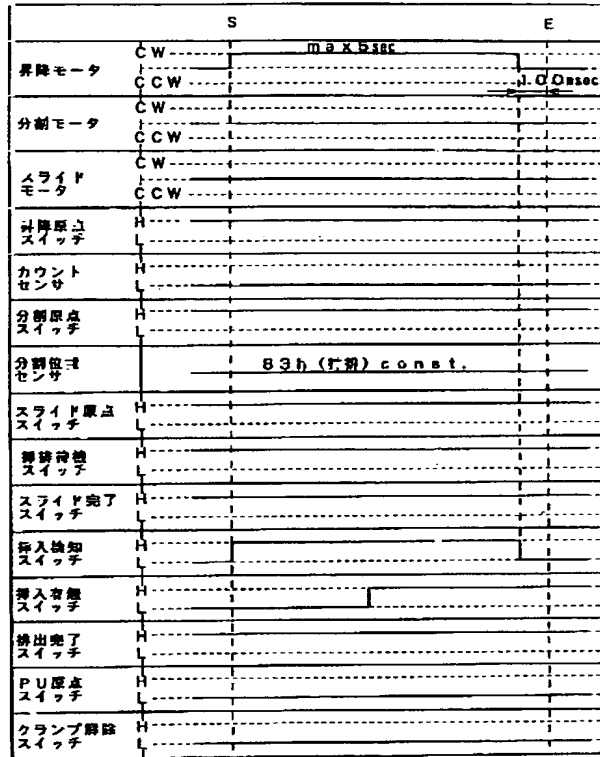 S E
昇降モータ CW max5sec
CCW 100msec
分割モータ CW
CCW
スライド
モータ CW
CCW
昇降原点
スイッチ H
L
カウント
センサ H
L
分割原点
スイッチ H
L
分割位置
センサ 83h const.
スライド原点
スイッチ H
L
挿排待機
スイッチ H
L
スライド完了
スイッチ H
L
挿入検知
スイッチ H
L
挿入有無
スイッチ H
L
排出完了
スイッチ H
L
PU原点
スイッチ H
L
クランプ解除
スイッチ H
L